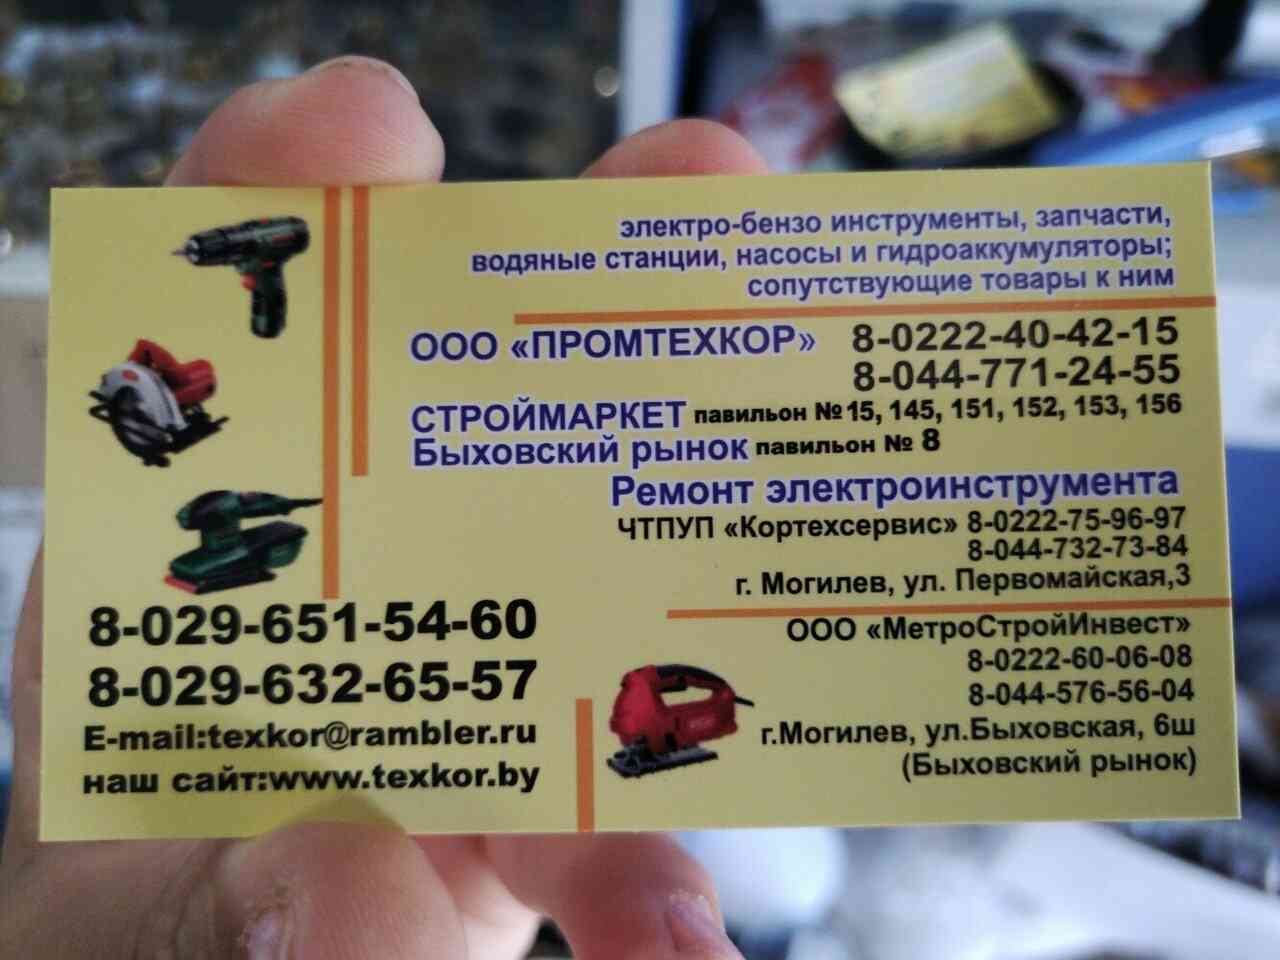 электро-бензо инструменты, запчасти,
водяные станции, насосы и гидроаккумуляторы;
сопутствующие товары к ним
ООО «ПРОМТЕХКОР» 8-0222-40-42-15
8-044-771-24-55
СТРОЙМАРКЕТ павильон №15, 145, 151, 152, 153, 156
Быховский рынок павильон № 8
Ремонт электроинструмента
ЧТПУП «Кортехсервис» 8-0222-75-96-97
8-044-732-73-84
г. Могилев, ул. Первомайская,3
ООО «МетроСтройИнвест»
8-0222-60-06-08
8-044-576-56-04
г.Могилев, ул.Быховская, 6ш
(Быховский рынок)
8-029-651-54-60
8-029-632-65-57
E-mail:texkor@rambler.ru
наш сайт:www.texkor.by